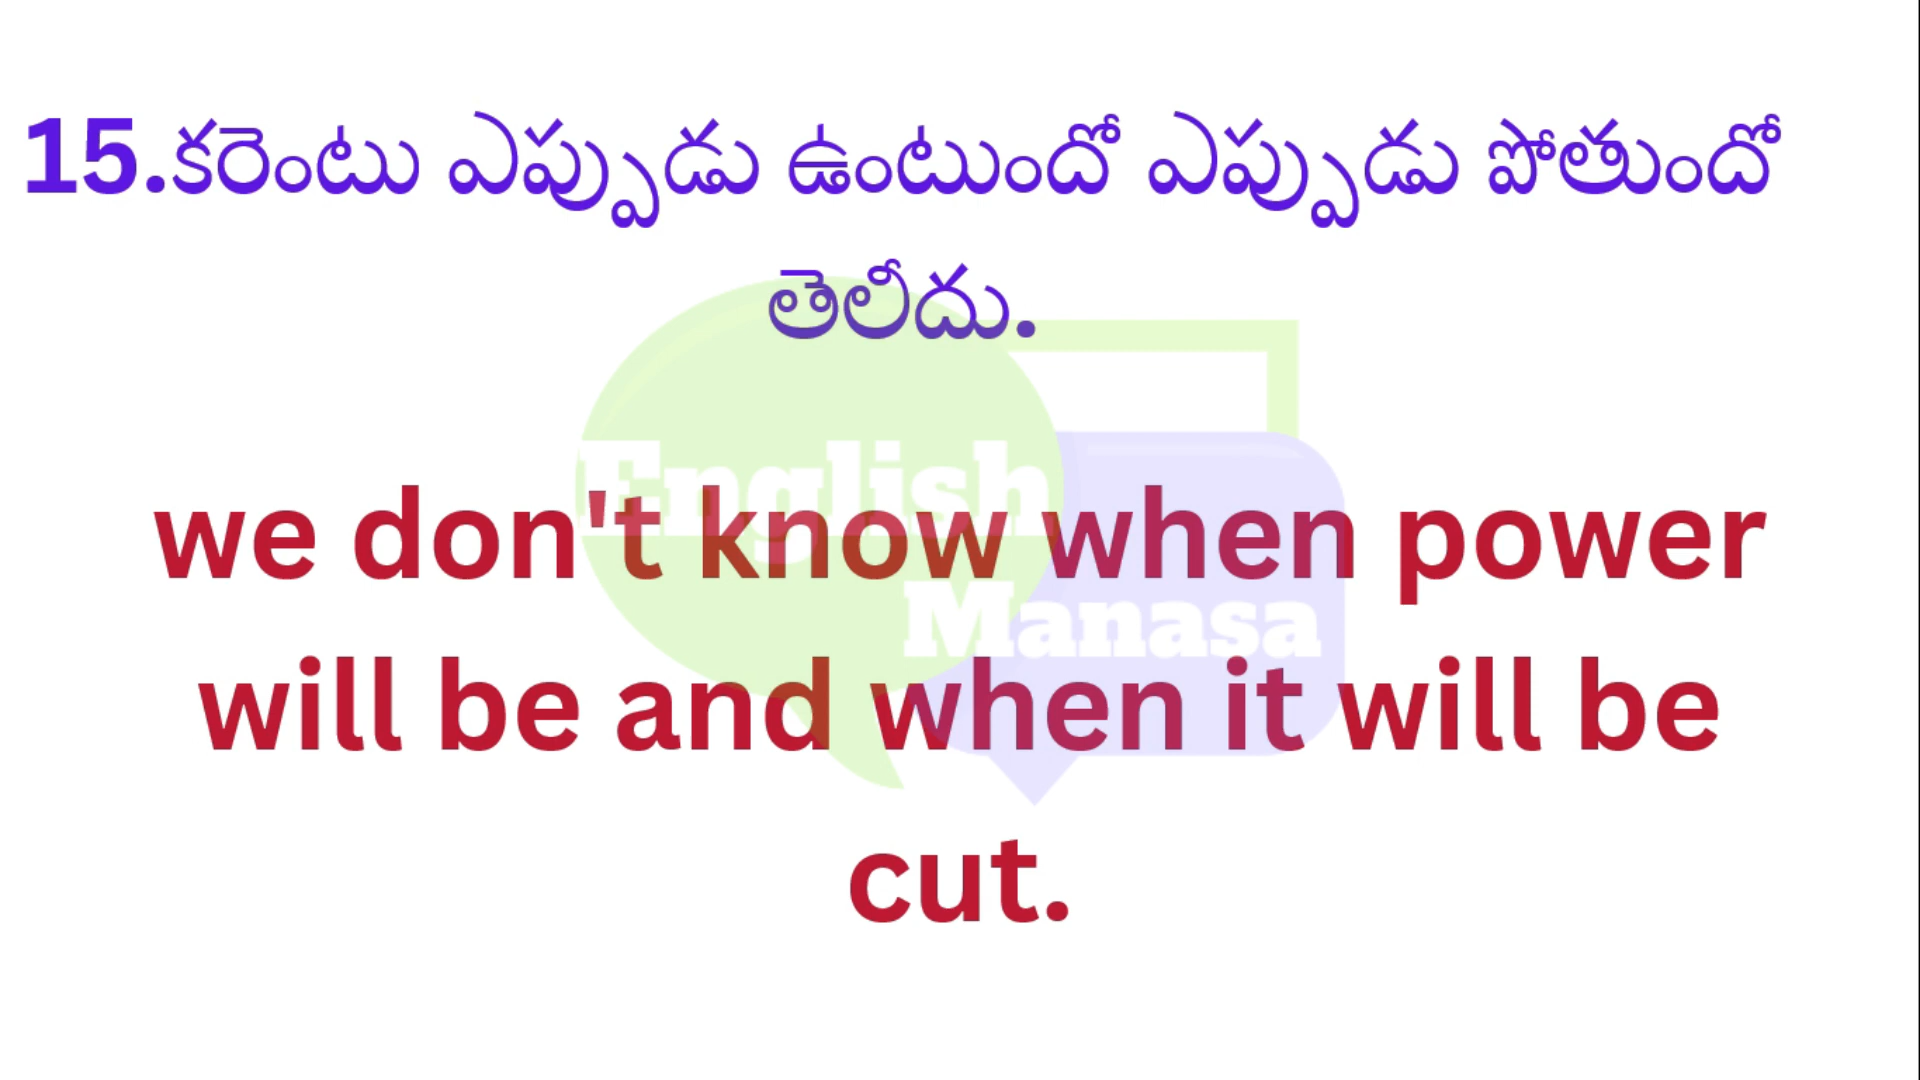 15.కరెంటు ఎప్పుడు ఉంటుందో ఎప్పుడు పోతుందో
తెలీదు.
English
we don't know when power
Manasa
will be and when it will be
cut.